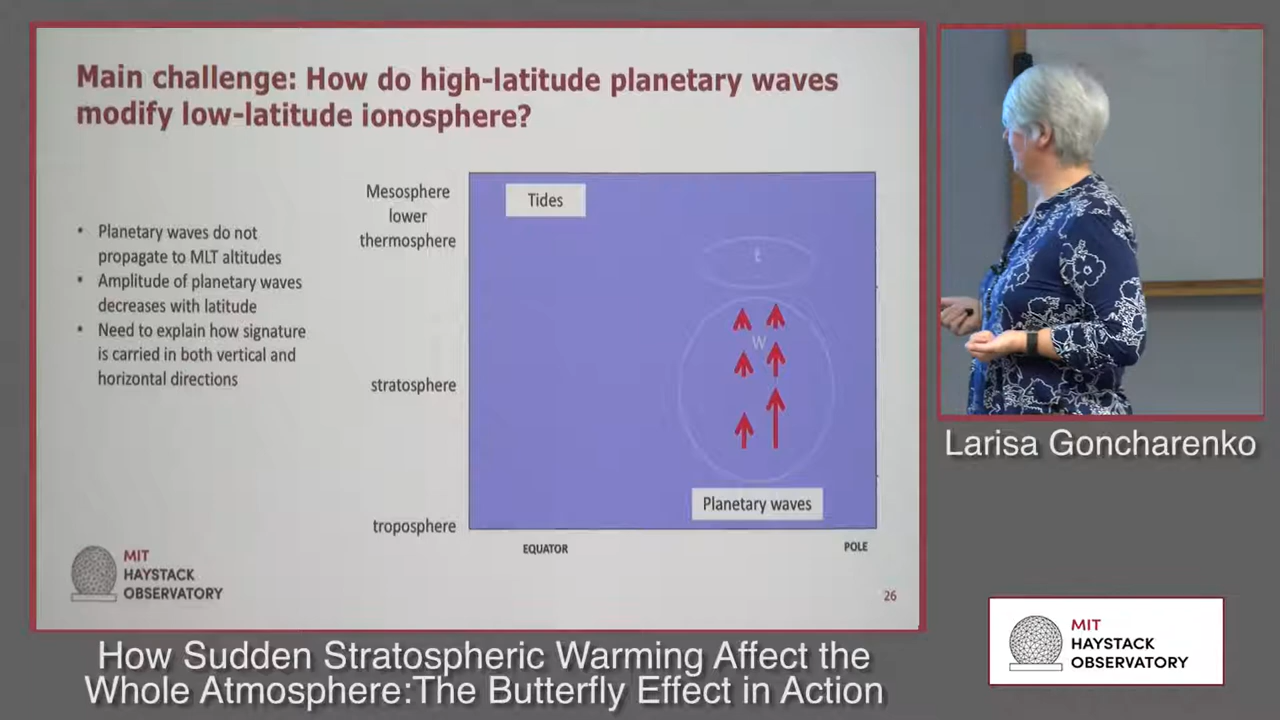 Main challenge: How do high-latitude planetary waves
modify low-latitude ionosphere?
• Planetary waves do not
propagate to MLT altitudes
• Amplitude of planetary waves
decreases with latitude
• Need to explain how signature
is carried in both vertical and
horizontal directions
Mesosphere
lower
thermosphere
stratosphere
troposphere
Tides
W
Planetary waves
EQUATOR
POLE
MIT
HAYSTACK
OBSERVATORY
26
Larisa Goncharenko
How Sudden Stratospheric Warming Affect the
Whole Atmosphere:The Butterfly Effect in Action
MIT
HAYSTACK
OBSERVATORY